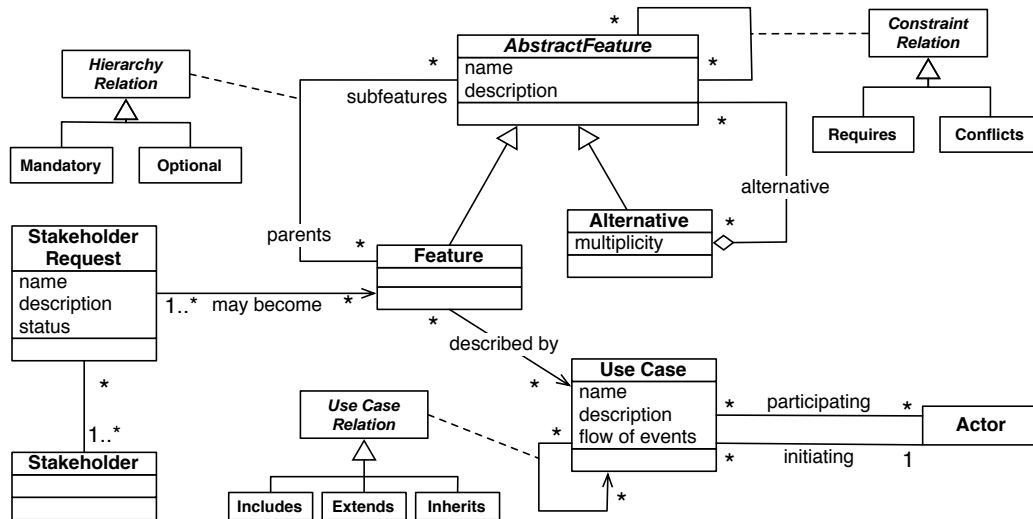 *
AbstractFeature
name
description
*
Constraint
Relation
Requires
Conflicts
Hierarchy
Relation
Mandatory
Optional
*
subfeatures
*
alternative
Alternative
multiplicity
*
parents
*
Feature
Stakeholder
Request
name
description
status
1..*
may become
*
*
described by
*
*
1..*
Stakeholder
Use Case
Relation
Includes
Extends
Inherits
Use Case
name
description
flow of events
*
*
*
participating
*
*
initiating
1
Actor